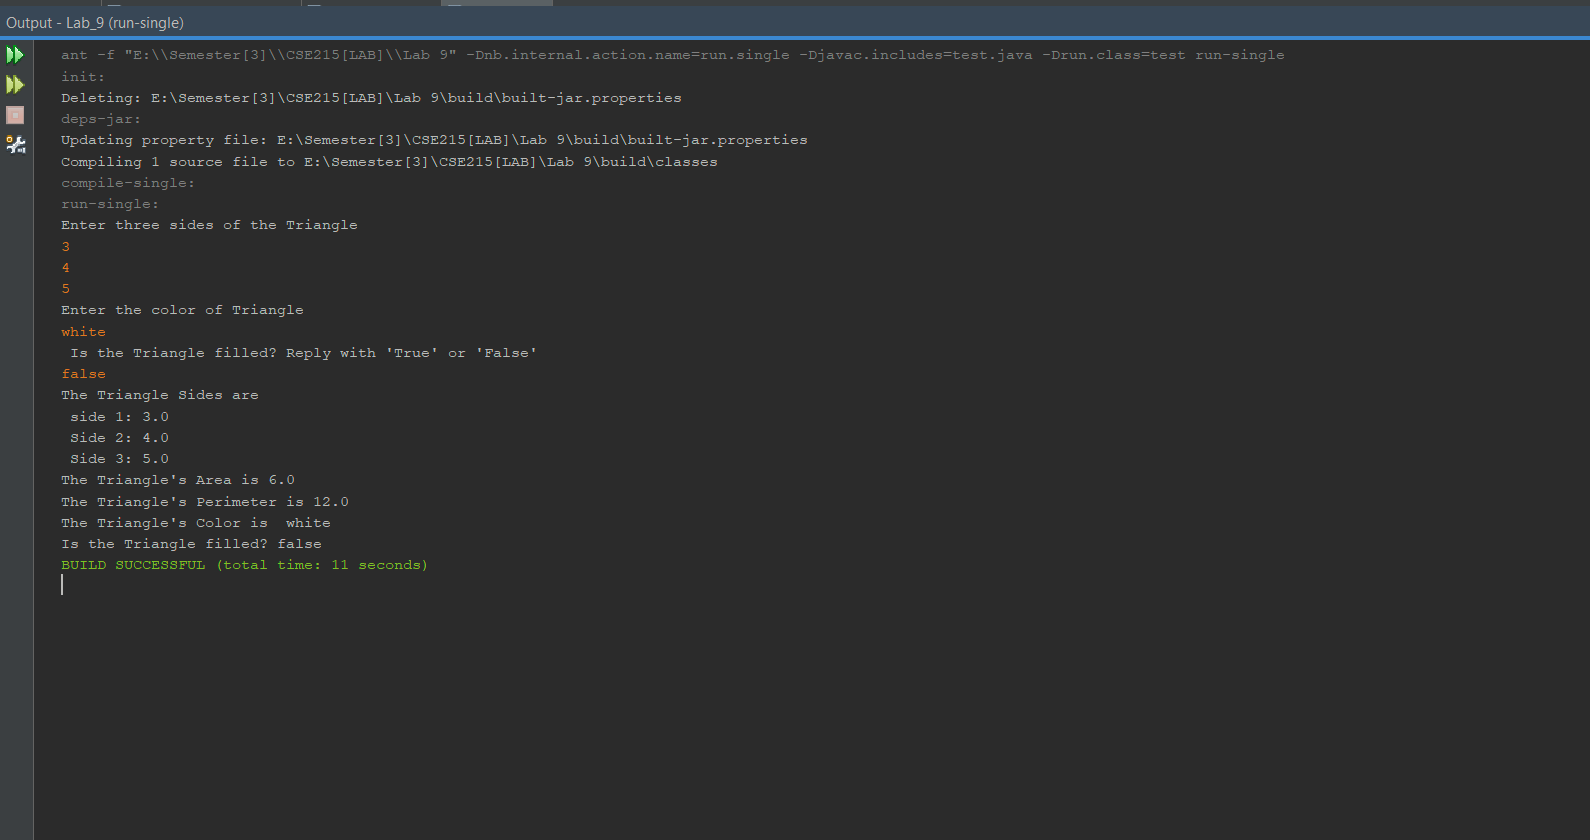 Output - Lab_9 (run-single)
ant -f "E:\\Semester[3]\\CSE215[LAB]\\Lab 9" -Dnb.internal.action.name=run.single -Djavac.includes=test.java -Drun.class=test run-single
init:
Deleting: E:\Semester[3]\CSE215[LAB]\Lab 9\build\built-jar.properties
deps-jar:
Updating property file: E:\Semester[3]\CSE215[LAB]\Lab 9\build\built-jar.properties
Compiling 1 source file to E:\Semester[3]\CSE215[LAB]\Lab 9\build\classes
compile-single:
run-single:
Enter three sides of the Triangle
3
4
5
Enter the color of Triangle
white
 Is the Triangle filled? Reply with 'True' or 'False'
false
The Triangle Sides are
 side 1: 3.0
 Side 2: 4.0
 Side 3: 5.0
The Triangle's Area is 6.0
The Triangle's Perimeter is 12.0
The Triangle's Color is  white
Is the Triangle filled? false
BUILD SUCCESSFUL (total time: 11 seconds)